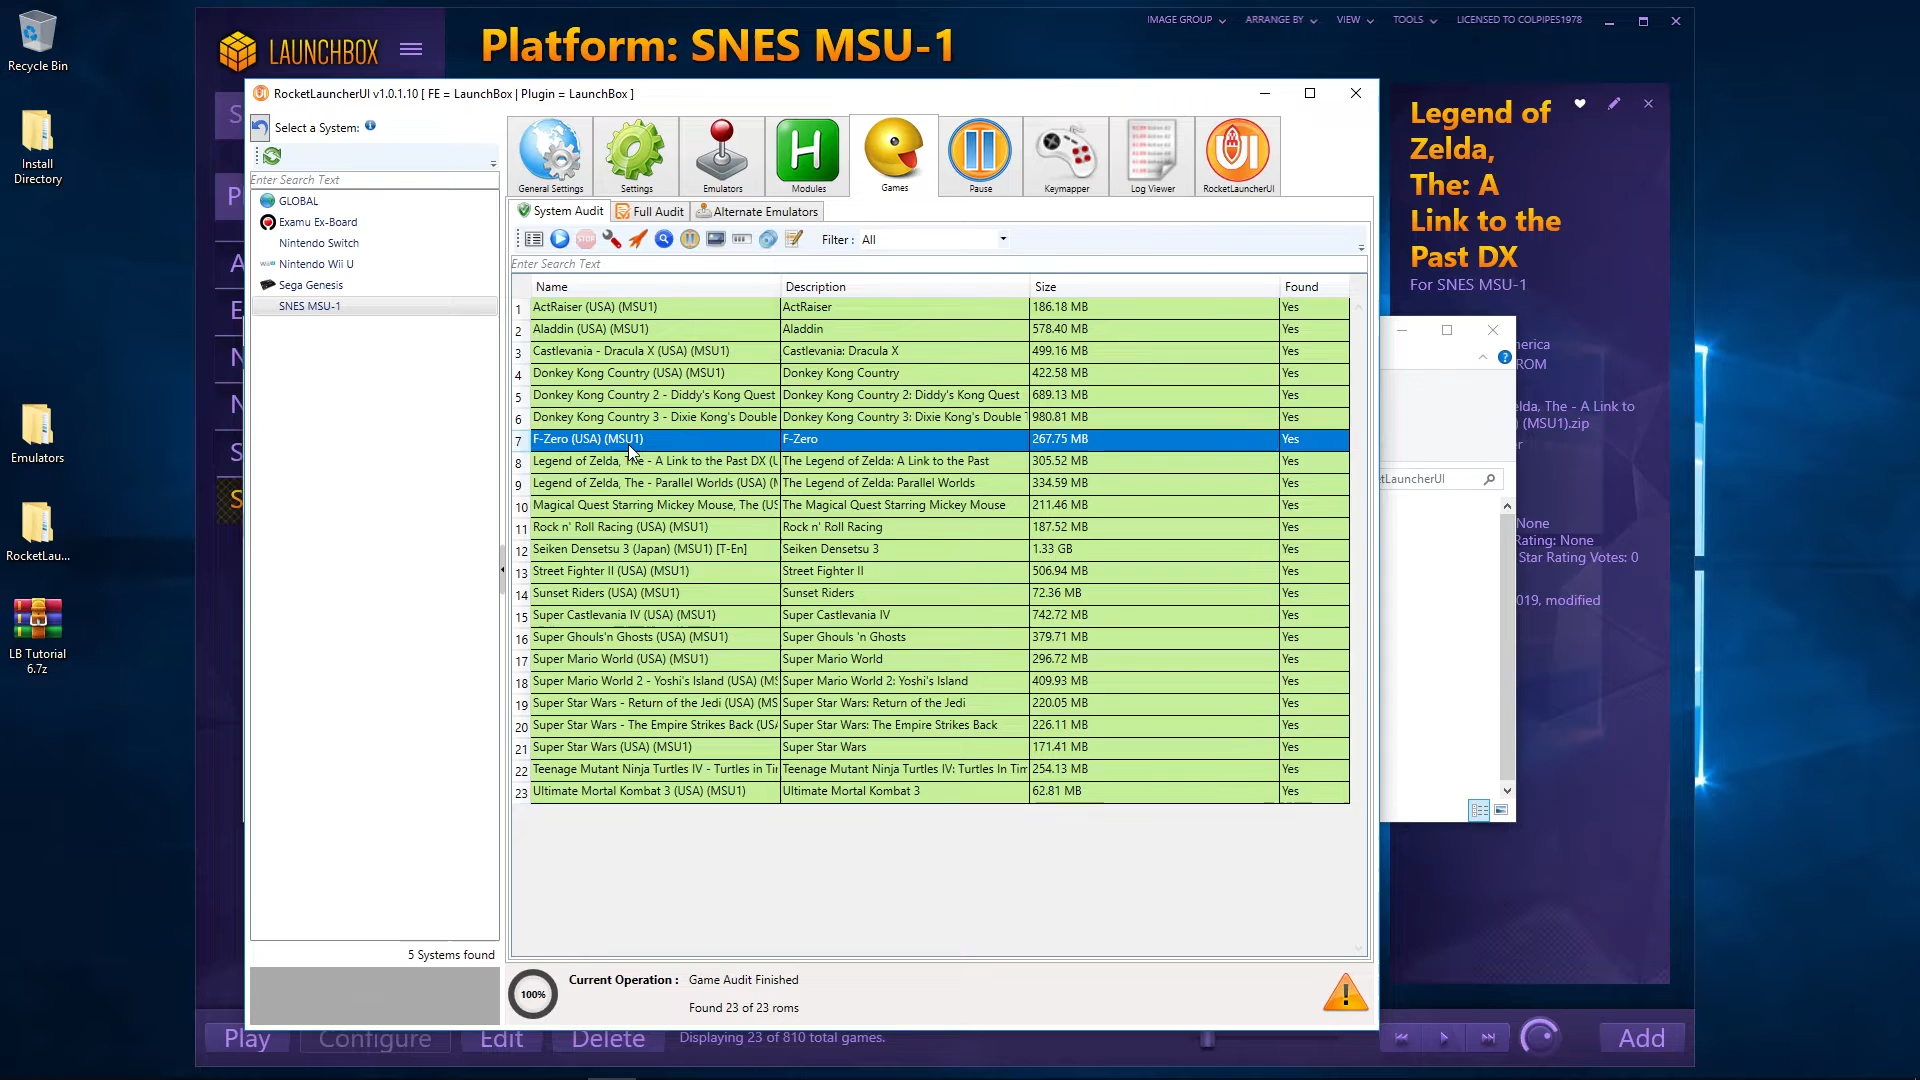 Recycle Bin
Install
Directory
Emulators
RocketLau...
LB Tutorial
6.7z
LAUNCHBOX
Platform: SNES MSU-1
IMAGE GROUP
ARRANGE BY
VIEW
TOOLS
LICENSED TO COLPIPES1978
RocketLauncherUI v1.0.1.10 [ FE = LaunchBox | Plugin = LaunchBox ]
Select a System:
Enter Search Text
GLOBAL
Examu Ex-Board
Nintendo Switch
Nintendo Wii U
Sega Genesis
SNES MSU-1
5 Systems found
General Settings
Settings
Emulators
Modules
Games
Pause
Keymapper
Log Viewer
RocketLauncherUI
System Audit
Full Audit
Alternate Emulators
STOP
Filter : All
Enter Search Text
Name Description Size Found
1 ActRaiser (USA) (MSU1) ActRaiser 186.18 MB Yes
2 Aladdin (USA) (MSU1) Aladdin 578.40 MB Yes
3 Castlevania - Dracula X (USA) (MSU1) Castlevania: Dracula X 499.16 MB Yes
4 Donkey Kong Country (USA) (MSU1) Donkey Kong Country 422.58 MB Yes
5 Donkey Kong Country 2 - Diddy's Kong Quest Donkey Kong Country 2: Diddy's Kong Quest 689.13 MB Yes
6 Donkey Kong Country 3 - Dixie Kong's Double Donkey Kong Country 3: Dixie Kong's Double 980.81 MB Yes
7 F-Zero (USA) (MSU1) F-Zero 267.75 MB Yes
8 Legend of Zelda, The - A Link to the Past DX (U The Legend of Zelda: A Link to the Past 305.52 MB Yes
9 Legend of Zelda, The - Parallel Worlds (USA) (M The Legend of Zelda: Parallel Worlds 334.59 MB Yes
10 Magical Quest Starring Mickey Mouse, The (US The Magical Quest Starring Mickey Mouse 211.46 MB Yes
11 Rock n' Roll Racing (USA) (MSU1) Rock n' Roll Racing 187.52 MB Yes
12 Seiken Densetsu 3 (Japan) (MSU1) [T-En] Seiken Densetsu 3 1.33 GB Yes
13 Street Fighter II (USA) (MSU1) Street Fighter II 506.94 MB Yes
14 Sunset Riders (USA) (MSU1) Sunset Riders 72.36 MB Yes
15 Super Castlevania IV (USA) (MSU1) Super Castlevania IV 742.72 MB Yes
16 Super Ghouls'n Ghosts (USA) (MSU1) Super Ghouls 'n Ghosts 379.71 MB Yes
17 Super Mario World (USA) (MSU1) Super Mario World 296.72 MB Yes
18 Super Mario World 2 - Yoshi's Island (USA) (MS Super Mario World 2: Yoshi's Island 409.93 MB Yes
19 Super Star Wars - Return of the Jedi (USA) (MS Super Star Wars: Return of the Jedi 220.05 MB Yes
20 Super Star Wars - The Empire Strikes Back (USA Super Star Wars: The Empire Strikes Back 226.11 MB Yes
21 Super Star Wars (USA) (MSU1) Super Star Wars 171.41 MB Yes
22 Teenage Mutant Ninja Turtles IV - Turtles in Tim Teenage Mutant Ninja Turtles IV: Turtles In Tim 254.13 MB Yes
23 Ultimate Mortal Kombat 3 (USA) (MSU1) Ultimate Mortal Kombat 3 62.81 MB Yes
100%
Current Operation : Game Audit Finished
Found 23 of 23 roms
Legend of
Zelda,
The: A
Link to the
Past DX
For SNES MSU-1
erica
ROM
lda, The - A Link to
(MSU1).zip
er
tLauncherUI
None
Rating: None
Star Rating Votes: 0
019, modified
Play
Configure
Edit
Delete
Displaying 23 of 810 total games.
Add